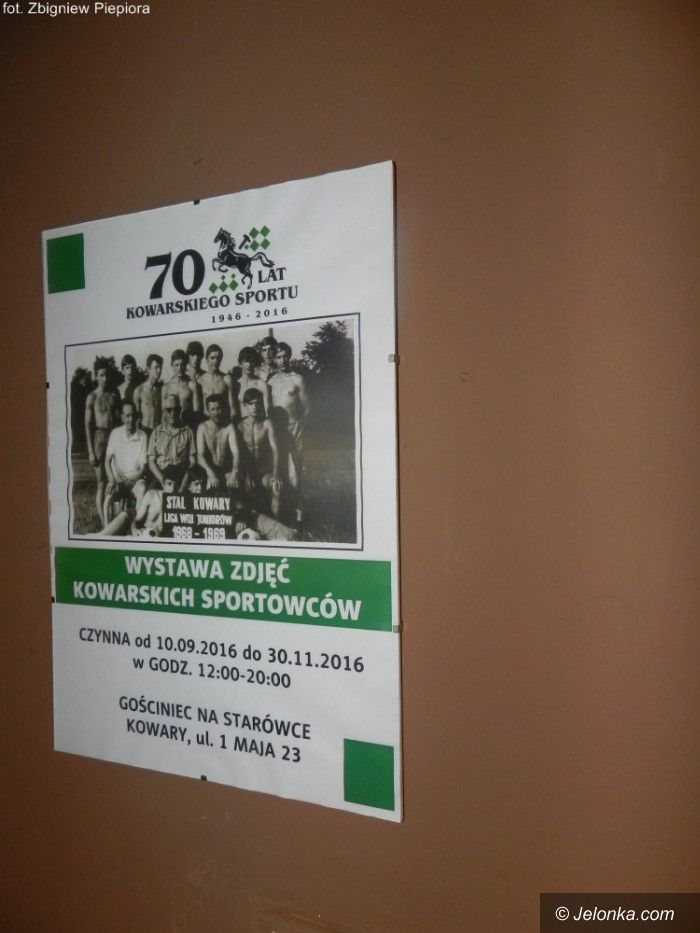 fot. Zbigniew Piepiora
70 LAT
KOWARSKIEGO SPORTU
1946 - 2016
STAL KOWARY
LIGA WOJ. JUNIORÓW
1968 - 1969
WYSTAWA ZDJĘĆ
KOWARSKICH SPORTOWCÓW
CZYNNA od 10.09.2016 do 30.11.2016
w GODZ. 12:00-20:00
GOŚCINIEC NA STARÓWCE
KOWARY, ul. 1 MAJA 23
© Jelonka.com